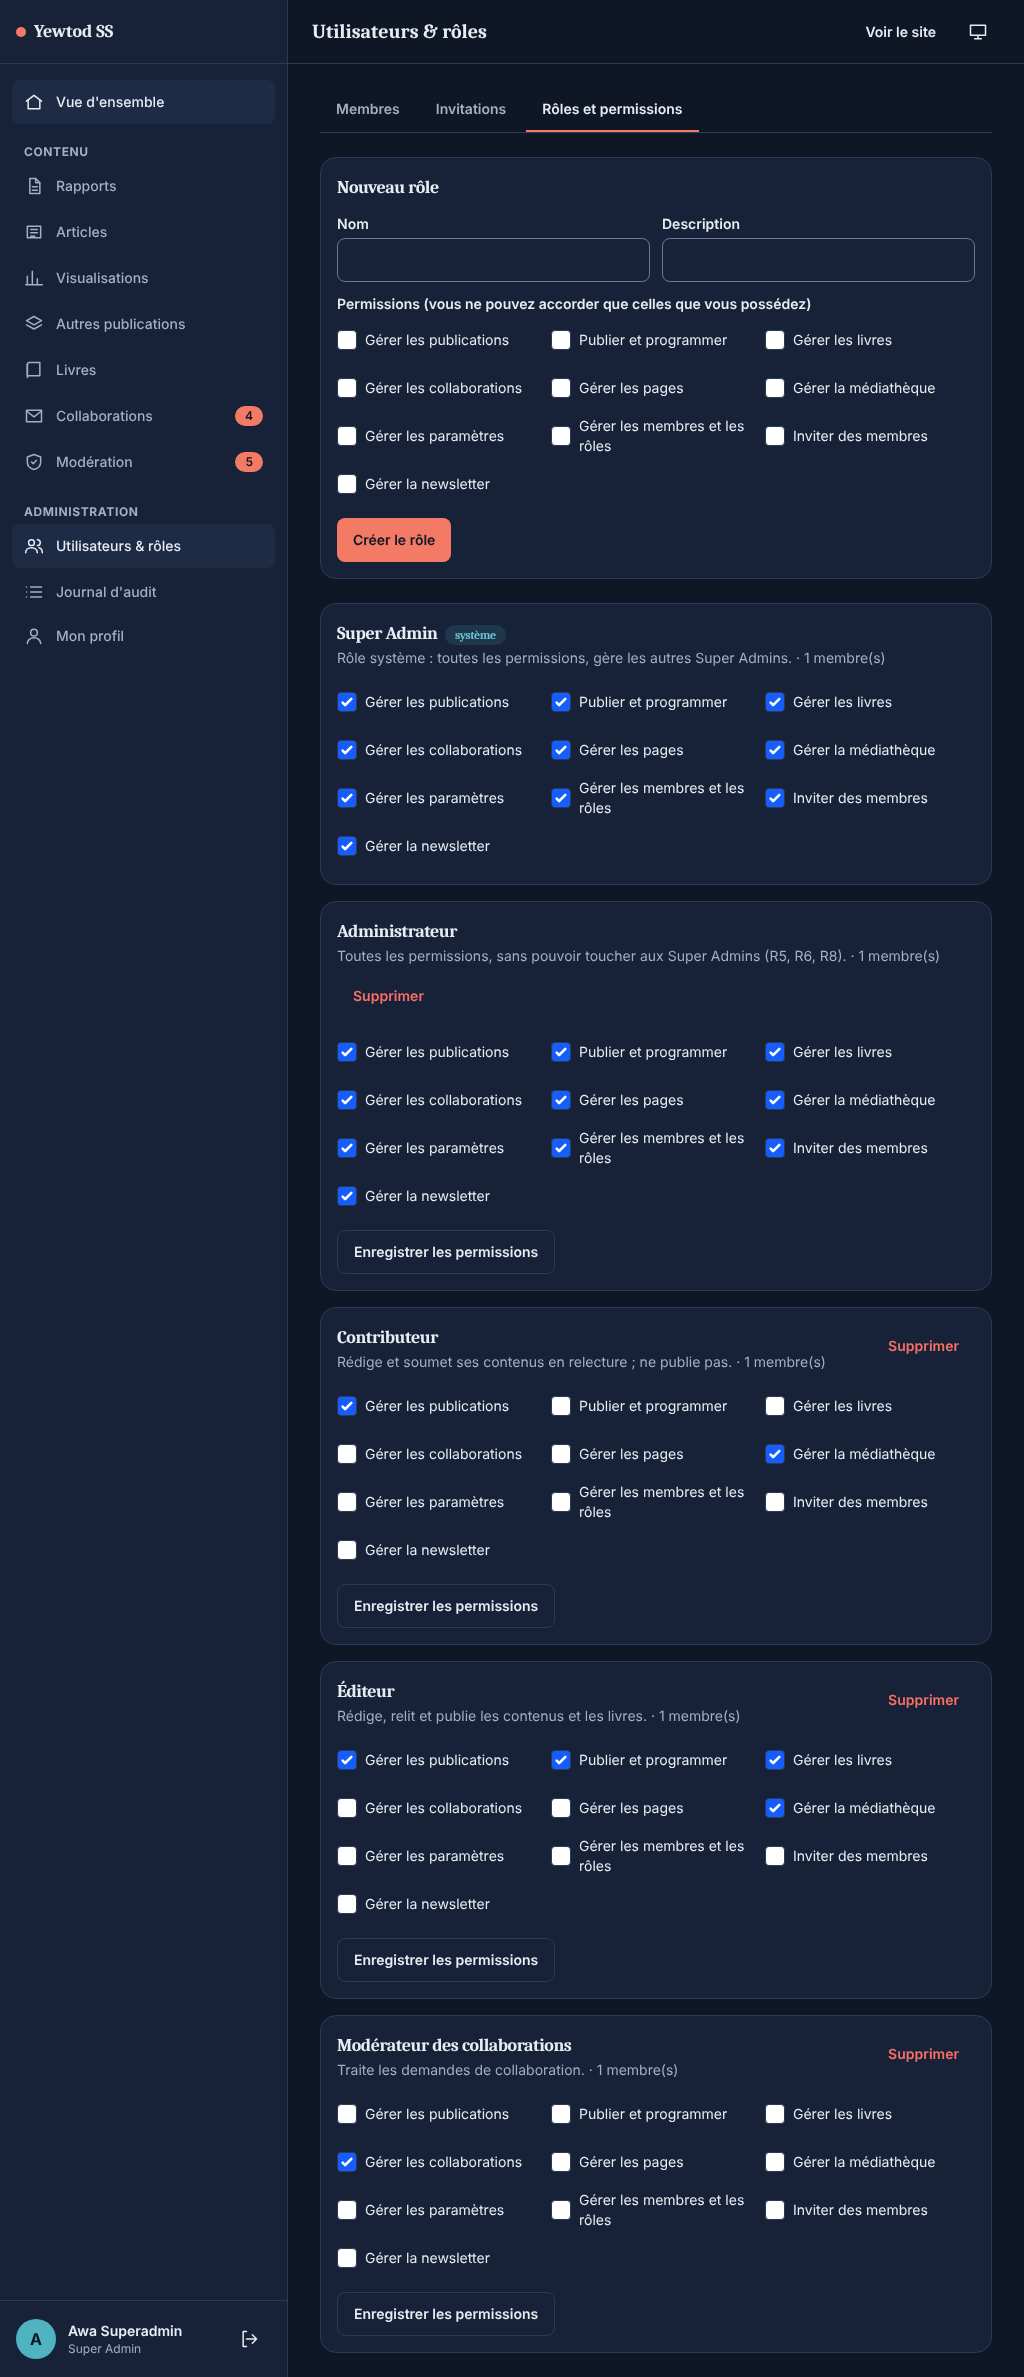 Yewtod SS
Utilisateurs & rôles
Voir le site
Vue d'ensemble
CONTENU
Rapports
Articles
Visualisations
Autres publications
Livres
Collaborations 4
Modération 5
ADMINISTRATION
Utilisateurs & rôles
Journal d'audit
Mon profil
A
Awa Superadmin
Super Admin
Membres Invitations Rôles et permissions
Nouveau rôle
Nom Description
Permissions (vous ne pouvez accorder que celles que vous possédez)
Gérer les publications Publier et programmer Gérer les livres
Gérer les collaborations Gérer les pages Gérer la médiathèque
Gérer les paramètres Gérer les membres et les rôles Inviter des membres
Gérer la newsletter
Créer le rôle
Super Admin système
Rôle système : toutes les permissions, gère les autres Super Admins. · 1 membre(s)
Gérer les publications Publier et programmer Gérer les livres
Gérer les collaborations Gérer les pages Gérer la médiathèque
Gérer les paramètres Gérer les membres et les rôles Inviter des membres
Gérer la newsletter
Administrateur
Toutes les permissions, sans pouvoir toucher aux Super Admins (R5, R6, R8). · 1 membre(s)
Supprimer
Gérer les publications Publier et programmer Gérer les livres
Gérer les collaborations Gérer les pages Gérer la médiathèque
Gérer les paramètres Gérer les membres et les rôles Inviter des membres
Gérer la newsletter
Enregistrer les permissions
Contributeur
Supprimer
Rédige et soumet ses contenus en relecture ; ne publie pas. · 1 membre(s)
Gérer les publications Publier et programmer Gérer les livres
Gérer les collaborations Gérer les pages Gérer la médiathèque
Gérer les paramètres Gérer les membres et les rôles Inviter des membres
Gérer la newsletter
Enregistrer les permissions
Éditeur
Supprimer
Rédige, relit et publie les contenus et les livres. · 1 membre(s)
Gérer les publications Publier et programmer Gérer les livres
Gérer les collaborations Gérer les pages Gérer la médiathèque
Gérer les paramètres Gérer les membres et les rôles Inviter des membres
Gérer la newsletter
Enregistrer les permissions
Modérateur des collaborations
Supprimer
Traite les demandes de collaboration. · 1 membre(s)
Gérer les publications Publier et programmer Gérer les livres
Gérer les collaborations Gérer les pages Gérer la médiathèque
Gérer les paramètres Gérer les membres et les rôles Inviter des membres
Gérer la newsletter
Enregistrer les permissions